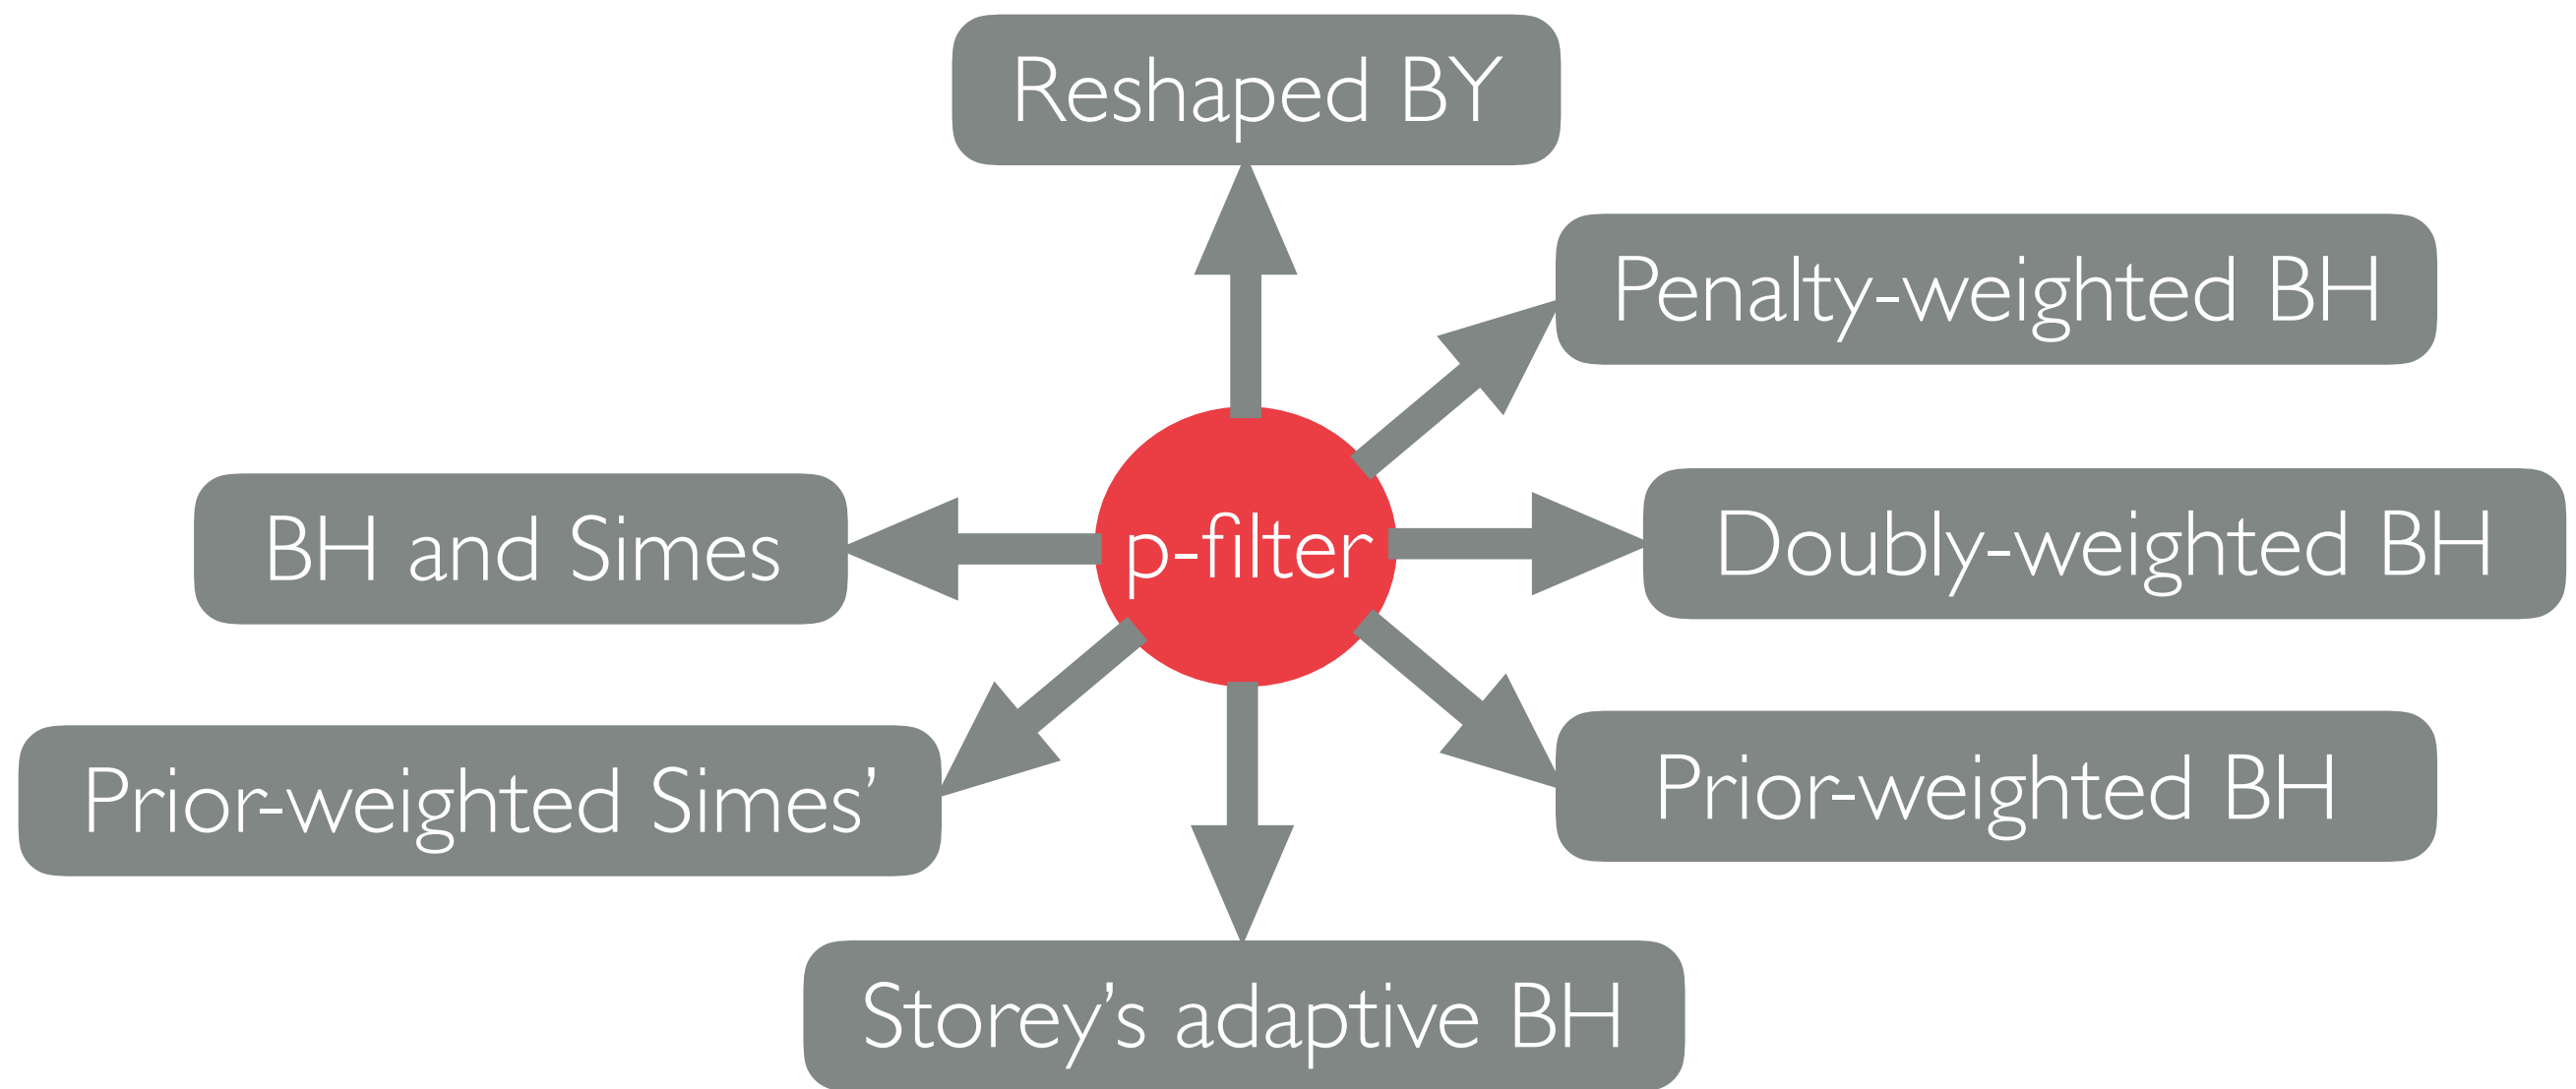 Reshaped BY
Penalty-weighted BH
BH and Simes
p-filter
Doubly-weighted BH
Prior-weighted Simes’
Prior-weighted BH
Storey’s adaptive BH